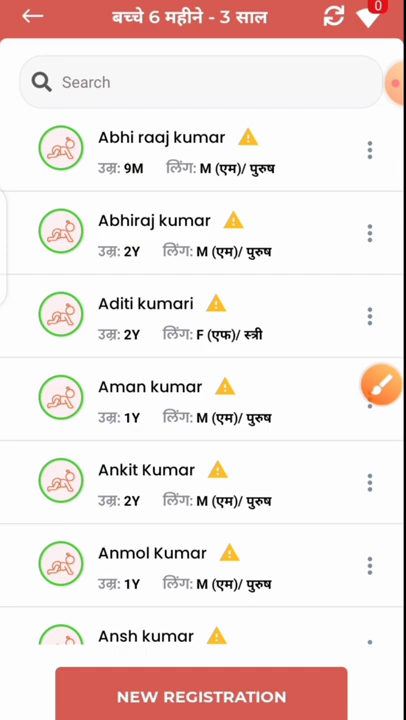 बच्चे 6 महीने - 3 साल
0
Search
Abhi raaj kumar
उम्र: 9M लिंग: M (एम)/ पुरुष
Abhiraj kumar
उम्र: 2Y लिंग: M (एम)/ पुरुष
Aditi kumari
उम्र: 2Y लिंग: F (एफ)/ स्त्री
Aman kumar
उम्र: 1Y लिंग: M (एम)/ पुरुष
Ankit Kumar
उम्र: 2Y लिंग: M (एम)/ पुरुष
Anmol Kumar
उम्र: 1Y लिंग: M (एम)/ पुरुष
Ansh kumar
NEW REGISTRATION